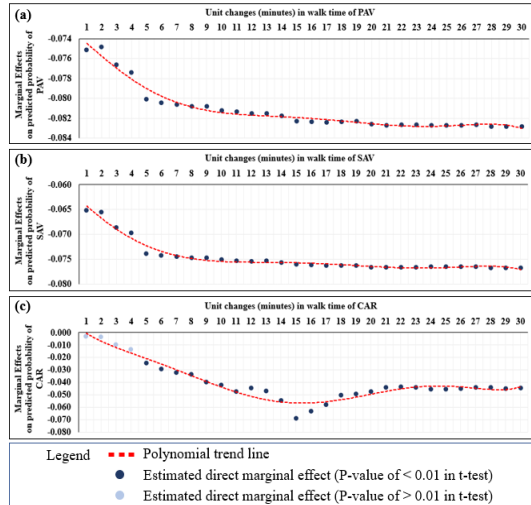 (a)
Unit changes (minutes) in walk time of PAV
1 2 3 4 5 6 7 8 9 10 11 12 13 14 15 16 17 18 19 20 21 22 23 24 25 26 27 28 29 30
Marginal Effects
on predicted probability of
PAV
-0.074
-0.076
-0.078
-0.080
-0.082
-0.084
(b)
Unit changes (minutes) in walk time of SAV
1 2 3 4 5 6 7 8 9 10 11 12 13 14 15 16 17 18 19 20 21 22 23 24 25 26 27 28 29 30
Marginal Effects
on predicted probability of
SAV
-0.060
-0.065
-0.070
-0.075
-0.080
(c)
Unit changes (minutes) in walk time of CAR
1 2 3 4 5 6 7 8 9 10 11 12 13 14 15 16 17 18 19 20 21 22 23 24 25 26 27 28 29 30
Marginal Effects
on predicted probability of
CAR
0.000
-0.010
-0.020
-0.030
-0.040
-0.050
-0.060
-0.070
-0.080
Legend
Polynomial trend line
Estimated direct marginal effect (P-value of < 0.01 in t-test)
Estimated direct marginal effect (P-value of > 0.01 in t-test)